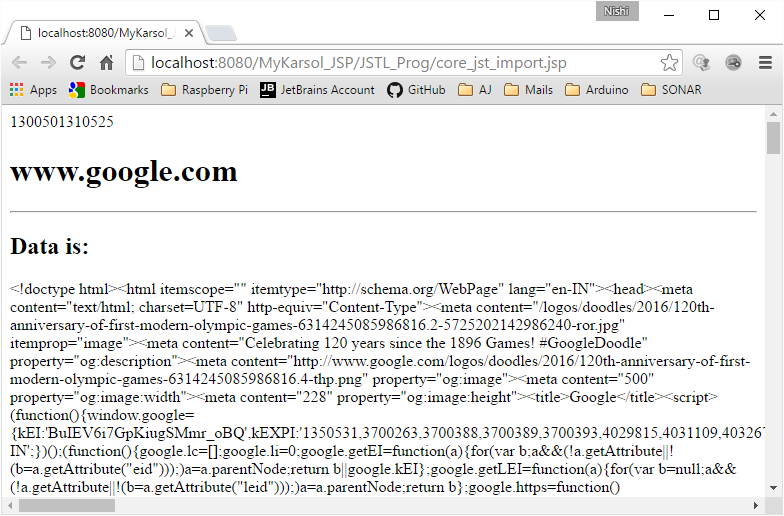 Nishi
localhost:8080/MyKarsol_J
localhost:8080/MyKarsol_JSP/JSTL_Prog/core_jst_import.jsp
Apps Bookmarks Raspberry Pi JetBrains Account GitHub AJ Mails Arduino SONAR
1300501310525
www.google.com
Data is:
<!doctype html><html itemscope="" itemtype="http://schema.org/WebPage" lang="en-IN"><head><meta
content="text/html; charset=UTF-8" http-equiv="Content-Type"><meta content="/logos/doodles/2016/120th-
anniversary-of-first-modern-olympic-games-6314245085986816.2-5725202142986240-ror.jpg"
itemprop="image"><meta content="Celebrating 120 years since the 1896 Games! #GoogleDoodle"
property="og:description"><meta content="http://www.google.com/logos/doodles/2016/120th-anniversary-of-first-
modern-olympic-games-6314245085986816.4-thp.png" property="og:image"><meta content="500"
property="og:image:width"><meta content="228" property="og:image:height"><title>Google</title><script>
(function(){window.google=
{kEI:'BuIEV6i7GpKiugSMmr_oBQ',kEXPI:'1350531,3700263,3700388,3700389,3700393,4029815,4031109,403267
IN';})();(function(){google.lc=[];google.li=0;google.getEI=function(a){for(var b;a&&(!a.getAttribute||!
(b=a.getAttribute("eid")));)a=a.parentNode;return b||google.kEI};google.getLEI=function(a){for(var b=null;a&&
(!a.getAttribute||!(b=a.getAttribute("leid")));)a=a.parentNode;return b};google.https=function()